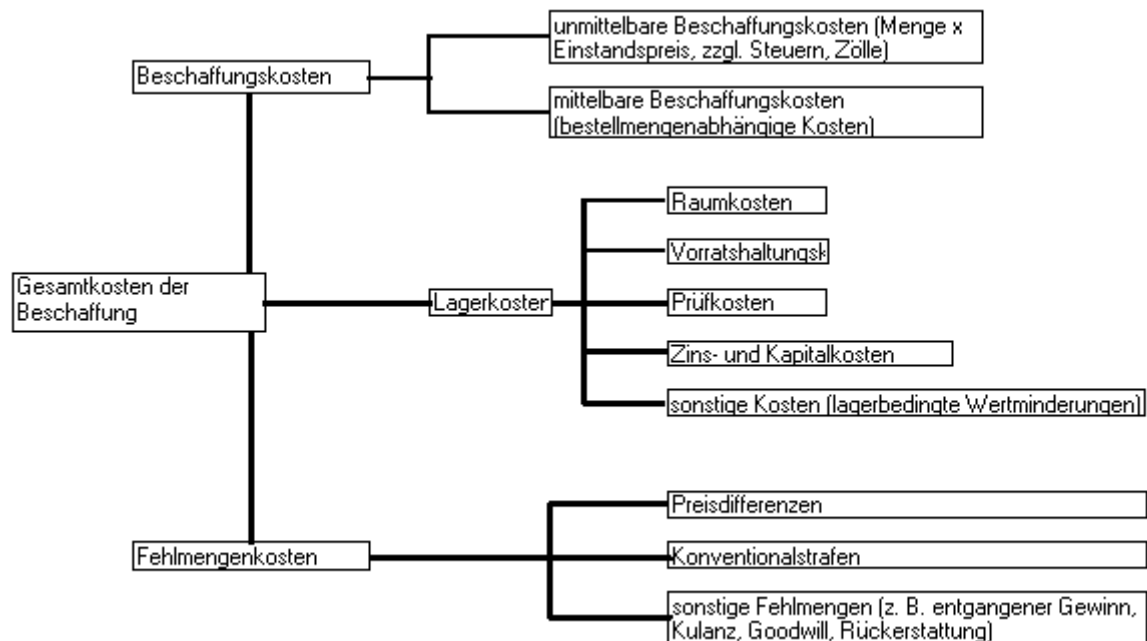 unmittelbare Beschaffungskosten (Menge x
Einstandspreis, zzgl. Steuern, Zölle)
Beschaffungskosten
mittelbare Beschaffungskosten
(bestellmengenabhängige Kosten)
Raumkosten
Vorratshaltungsk
Gesamtkosten der
Beschaffung
Lagerkoster
Prüfkosten
Zins- und Kapitalkosten
sonstige Kosten (lagerbedingte Wertminderungen)
Preisdifferenzen
Fehlmengenkosten
Konventionalstrafen
sonstige Fehlmengen (z. B. entgangener Gewinn,
Kulanz, Goodwill, Rückerstattung)